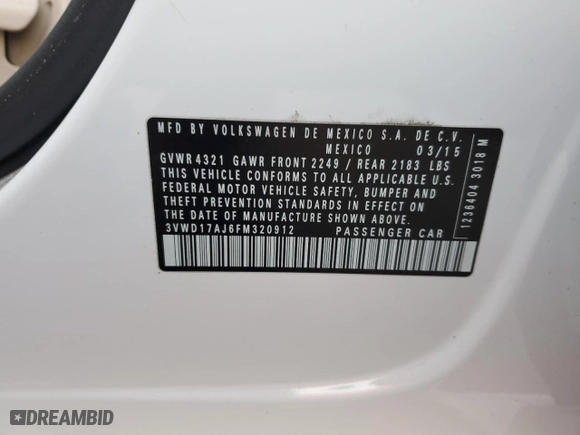 MFD BY VOLKSWAGEN DE MEXICO S.A. DE C.V.
MEXICO 03/15
GVWR 4321 GAWR FRONT 2249 / REAR 2183 LBS
THIS VEHICLE CONFORMS TO ALL APPLICABLE U.S.
FEDERAL MOTOR VEHICLE SAFETY, BUMPER AND
THEFT PREVENTION STANDARDS IN EFFECT ON
THE DATE OF MANUFACTURE SHOWN ABOVE.
3VWD17AJ6FM320912 PASSENGER CAR
1236404 3018 M
DREAMBID